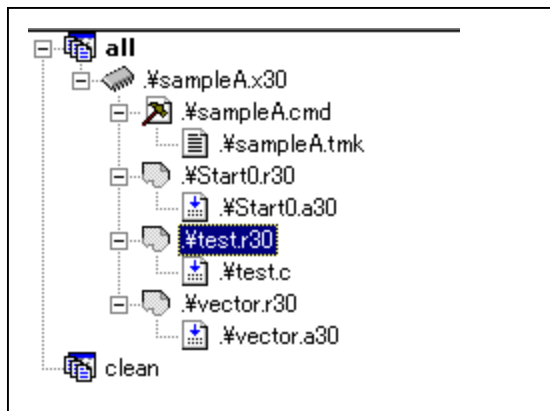 all
.¥sampleA.x30
.¥sampleA.cmd
.¥sampleA.tmk
.¥Start0.r30
.¥Start0.a30
.¥test.r30
.¥test.c
.¥vector.r30
.¥vector.a30
clean